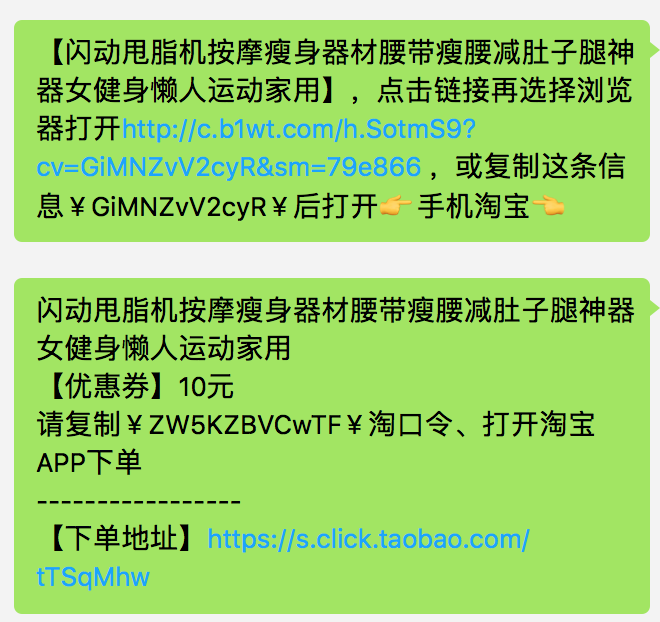 【闪动甩脂机按摩瘦身器材腰带瘦腰减肚子腿神
器女健身懒人运动家用】，点击链接再选择浏览
器打开http://c.b1wt.com/h.SotmS9?
cv=GiMNZvV2cyR&sm=79e866 ，或复制这条信
息￥GiMNZvV2cyR￥后打开👉 手机淘宝👈
闪动甩脂机按摩瘦身器材腰带瘦腰减肚子腿神器
女健身懒人运动家用
【优惠券】10元
请复制￥ZW5KZBVCwTF￥淘口令、打开淘宝
APP下单
-----------------
【下单地址】https://s.click.taobao.com/
tTSqMhw